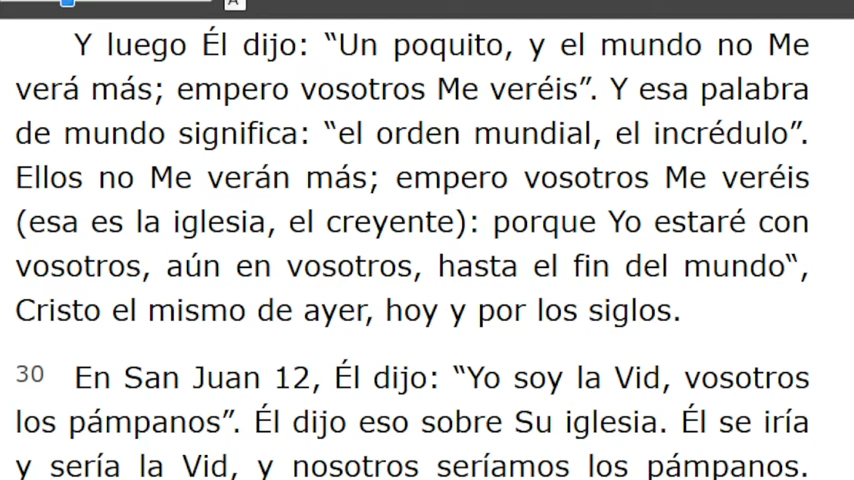 A
Y luego Él dijo: “Un poquito, y el mundo no Me
verá más; empero vosotros Me veréis”. Y esa palabra
de mundo significa: “el orden mundial, el incrédulo”.
Ellos no Me verán más; empero vosotros Me veréis
(esa es la iglesia, el creyente): porque Yo estaré con
vosotros, aún en vosotros, hasta el fin del mundo“,
Cristo el mismo de ayer, hoy y por los siglos.
30 En San Juan 12, Él dijo: “Yo soy la Vid, vosotros
los pámpanos”. Él dijo eso sobre Su iglesia. Él se iría
y sería la Vid, y nosotros seríamos los pámpanos.